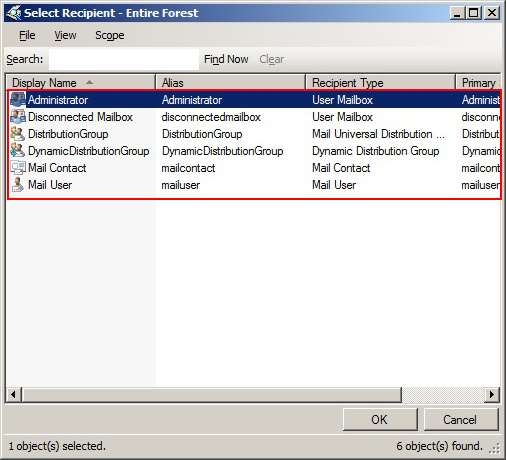 Select Recipient - Entire Forest
File View Scope
Search: Find Now Clear
Display Name Alias Recipient Type Primary
Administrator Administrator User Mailbox Administ
Disconnected Mailbox disconnectedmailbox User Mailbox disconne
DistributionGroup DistributionGroup Mail Universal Distribution ... Distributi
DynamicDistributionGroup DynamicDistributionGroup Dynamic Distribution Group Dynamic
Mail Contact mailcontact Mail Contact mailconta
Mail User mailuser Mail User mailuser
OK Cancel
1 object(s) selected. 6 object(s) found.